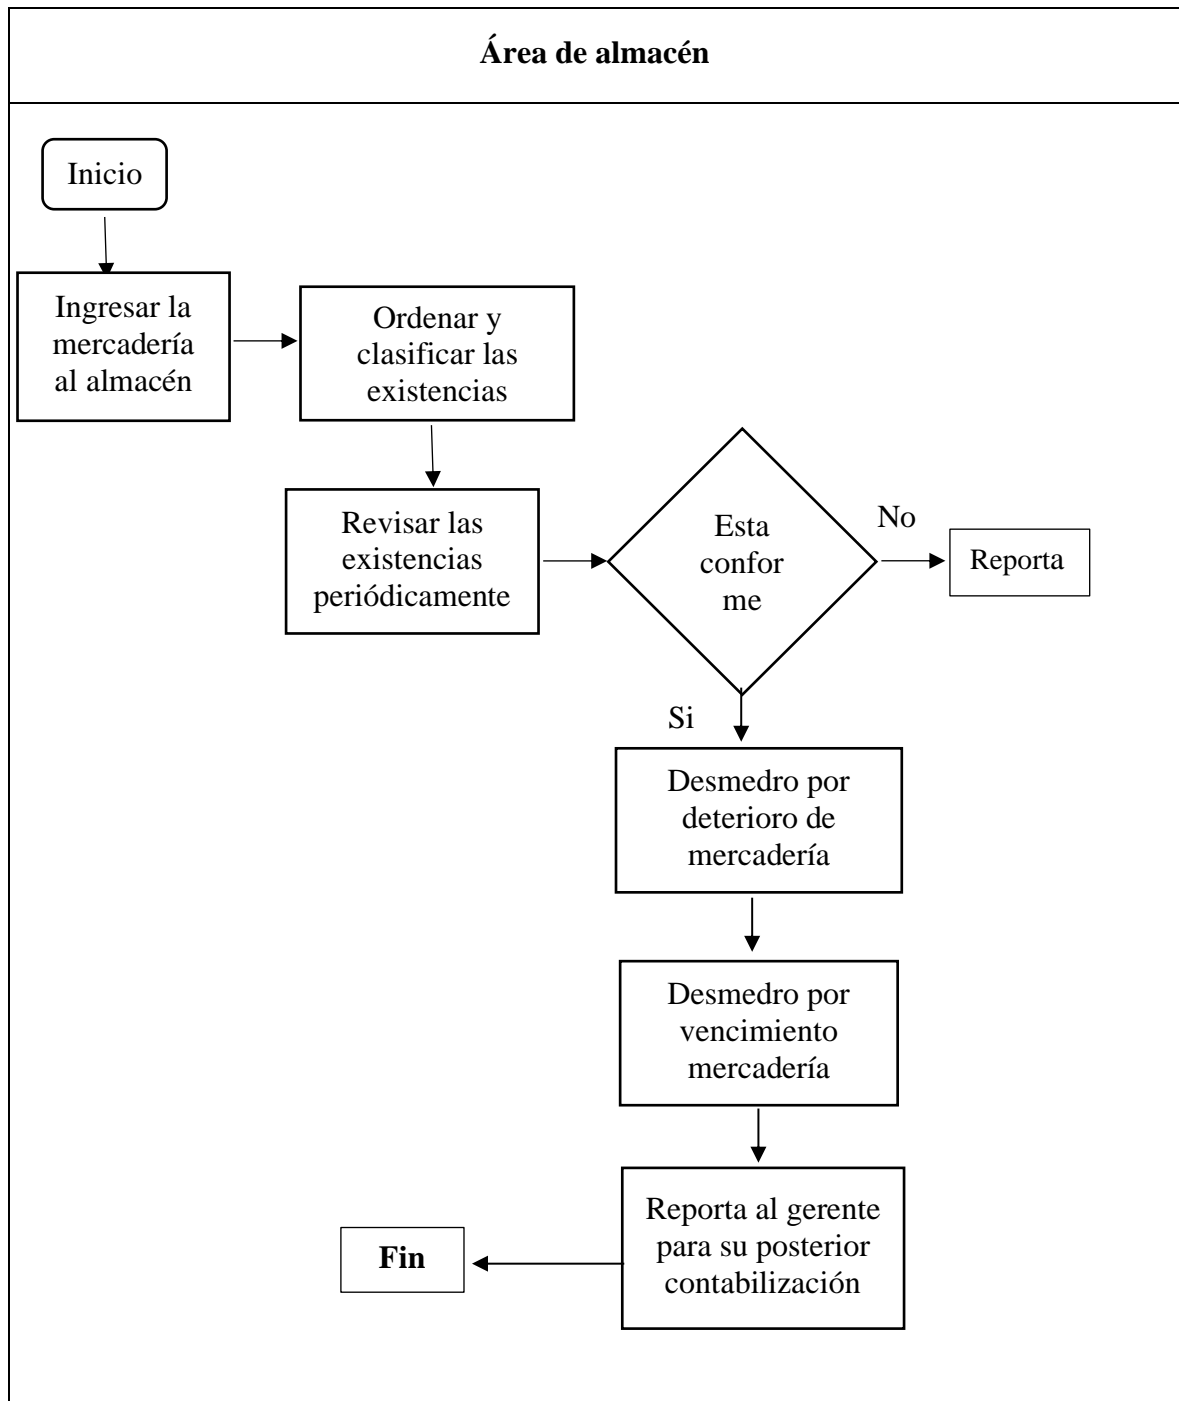 Área de almacén
Inicio
Ingresar la
mercadería
al almacén
Ordenar y
clasificar las
existencias
Revisar las
existencias
periódicamente
Esta
confor
me
No
Reporta
Si
Desmedro por
deterioro de
mercadería
Desmedro por
vencimiento
mercadería
Reporta al gerente
para su posterior
contabilización
Fin